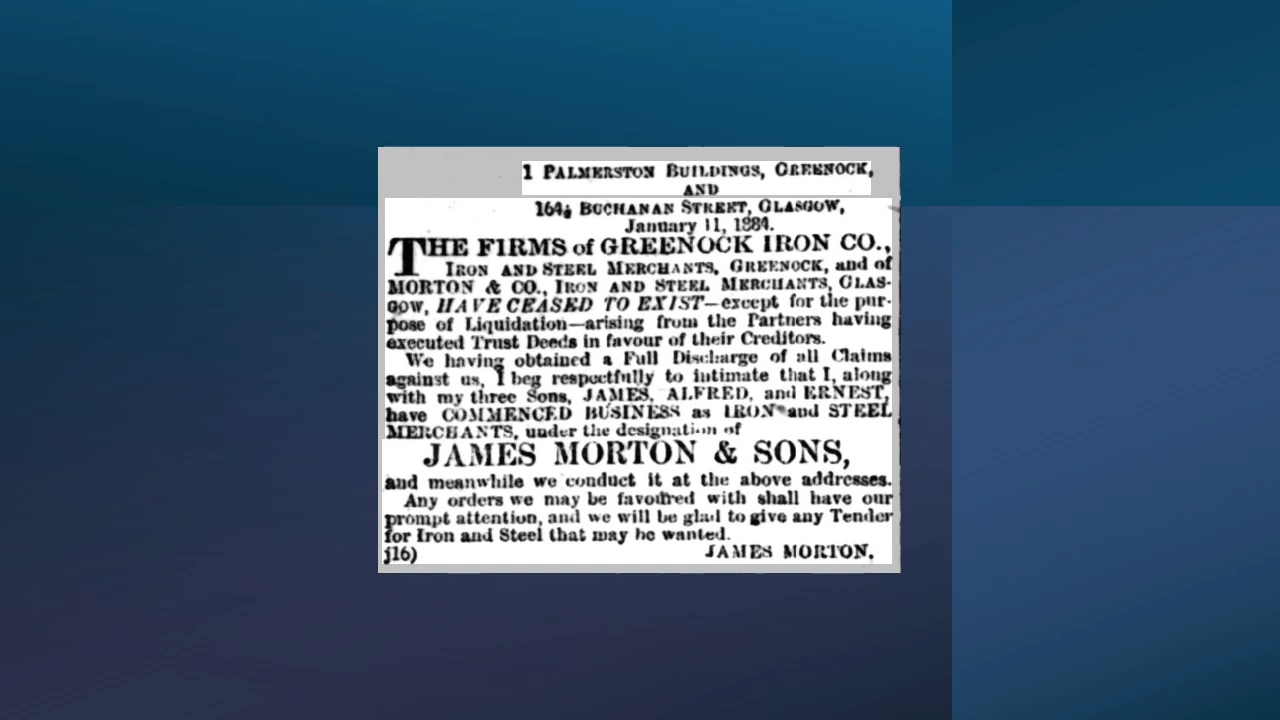 1 PALMERSTON BUILDINGS, GREENOCK,
AND
164½ BUCHANAN STREET, GLASGOW,
January 11, 1884.
THE FIRMS of GREENOCK IRON CO.,
IRON AND STEEL MERCHANTS, GREENOCK, and of
MORTON & CO., IRON AND STEEL MERCHANTS, GLAS-
GOW, HAVE CEASED TO EXIST—except for the pur-
pose of Liquidation—arising from the Partners having
executed Trust Deeds in favour of their Creditors.
We having obtained a Full Discharge of all Claims
against us, I beg respectfully to intimate that I, along
with my three Sons, JAMES, ALFRED, and ERNEST,
have COMMENCED BUSINESS as IRON and STEEL
MERCHANTS, under the designation of
JAMES MORTON & SONS,
and meanwhile we conduct it at the above addresses.
Any orders we may be favoured with shall have our
prompt attention, and we will be glad to give any Tender
for Iron and Steel that may be wanted.
j16) JAMES MORTON.